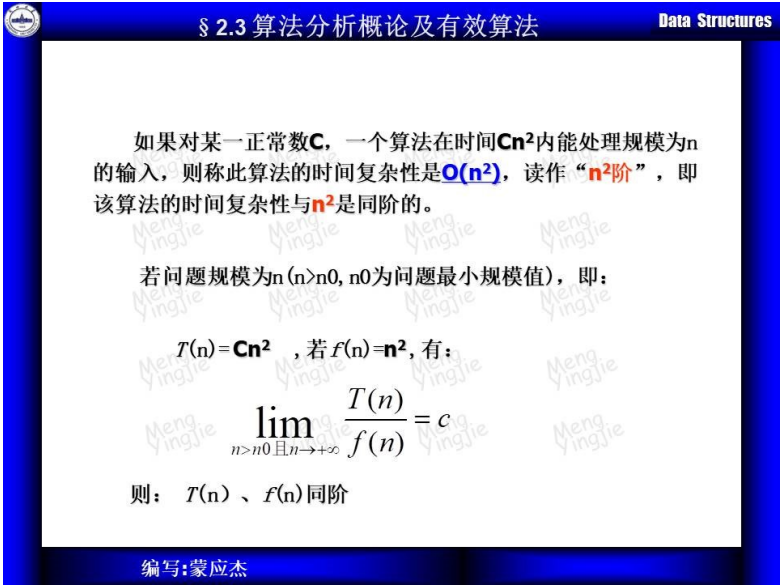 §2.3算法分析概论及有效算法
Data Structures
如果对某一正常数C，一个算法在时间Cn²内能处理规模为n
的输入，则称此算法的时间复杂性是O(n²)，读作“n²阶”，即
该算法的时间复杂性与n²是同阶的。
Meng Yingjie
若问题规模为n(n>n0,n0为问题最小规模值)，即：
T(n)=Cn² ,若f(n)=n²,有：
lim T(n)/f(n) = c
n>n0且n→+∞
则： T(n）、f(n)同阶
编写:蒙应杰